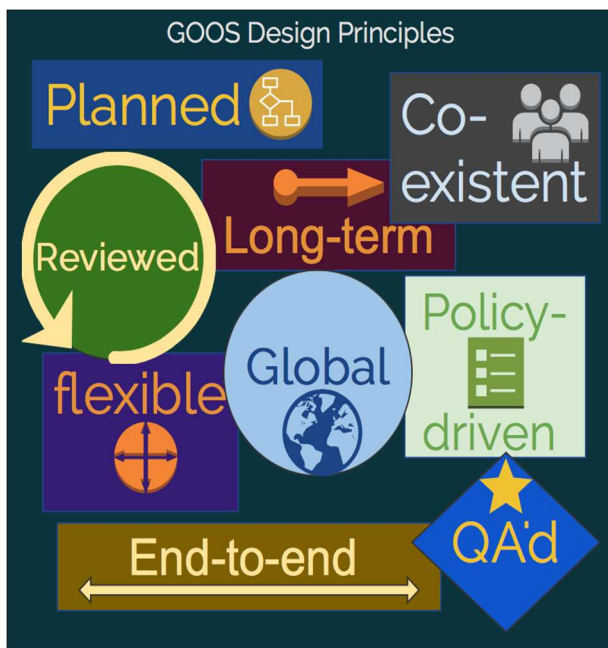 GOOS Design Principles
Planned
Co-
existent
Long-term
Reviewed
Global
Policy-
driven
flexible
End-to-end
QA'd